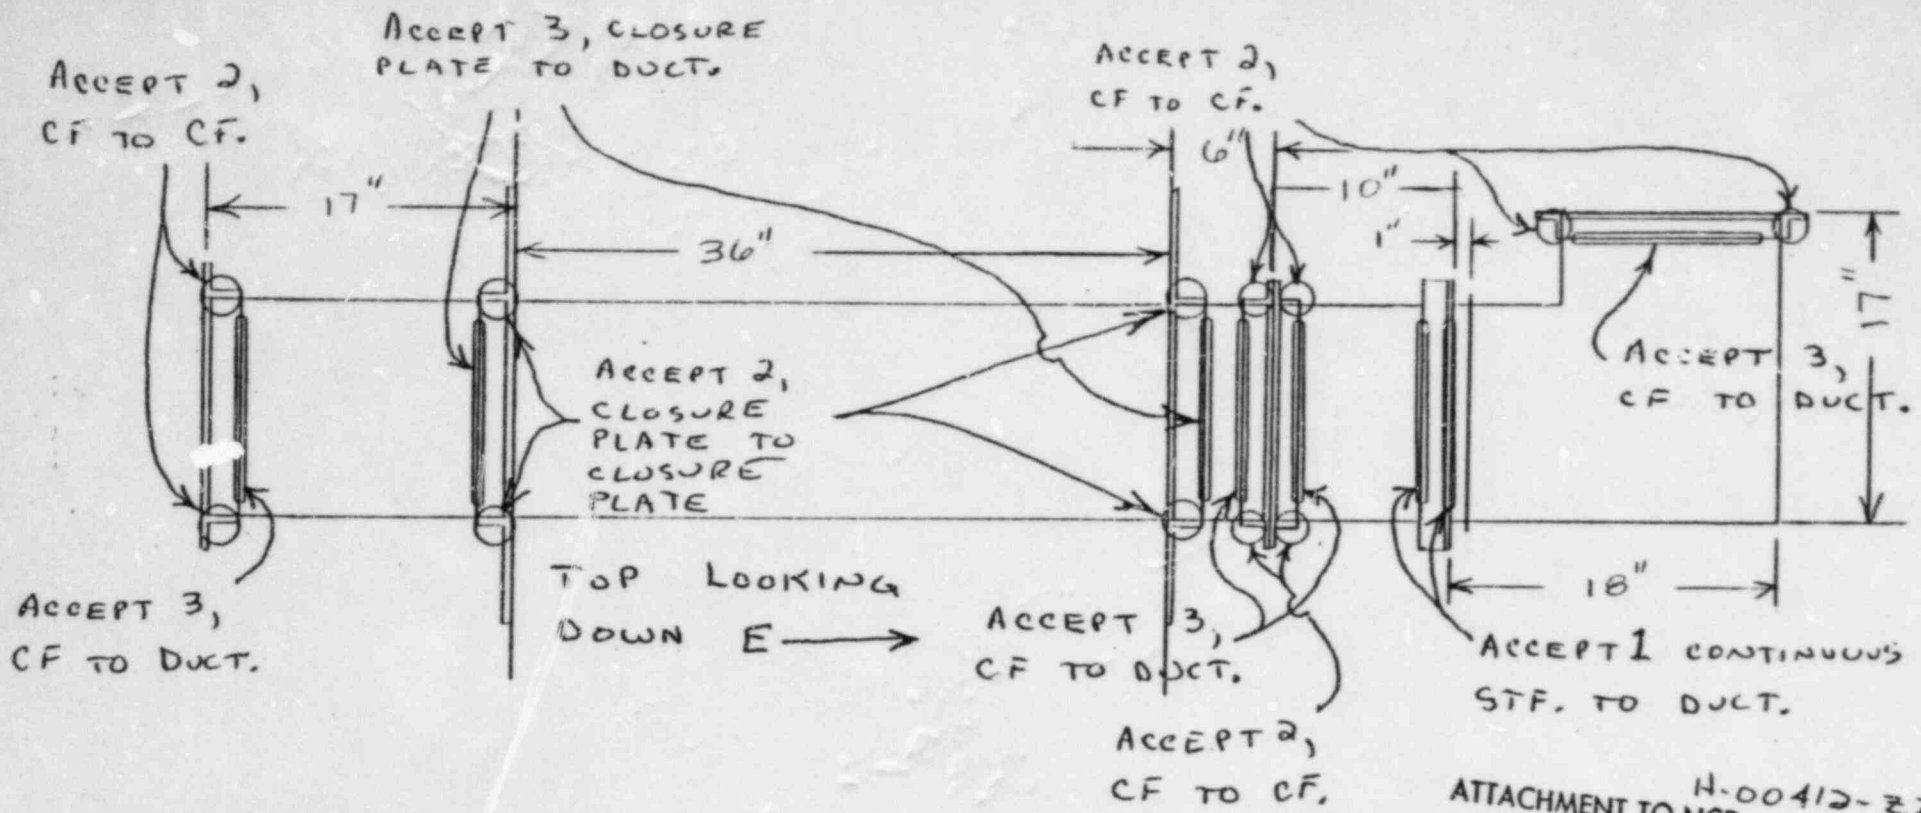 ACCEPT 3, CLOSURE
PLATE TO DUCT.
ACCEPT 2,
CF TO CF.
ACCEPT 2,
CF TO CF.
17"
36"
6"
10"
1"
17"
ACCEPT 2,
CLOSURE
PLATE TO
CLOSURE
PLATE
ACCEPT 3,
CF TO DUCT.
ACCEPT 3,
CF TO DUCT.
TOP LOOKING
DOWN E
ACCEPT 3,
CF TO DUCT.
18"
ACCEPT 1 CONTINUUUS
STF. TO DUCT.
ACCEPT 2,
CF TO CF.
H-00412-
ATTACHMENT TO